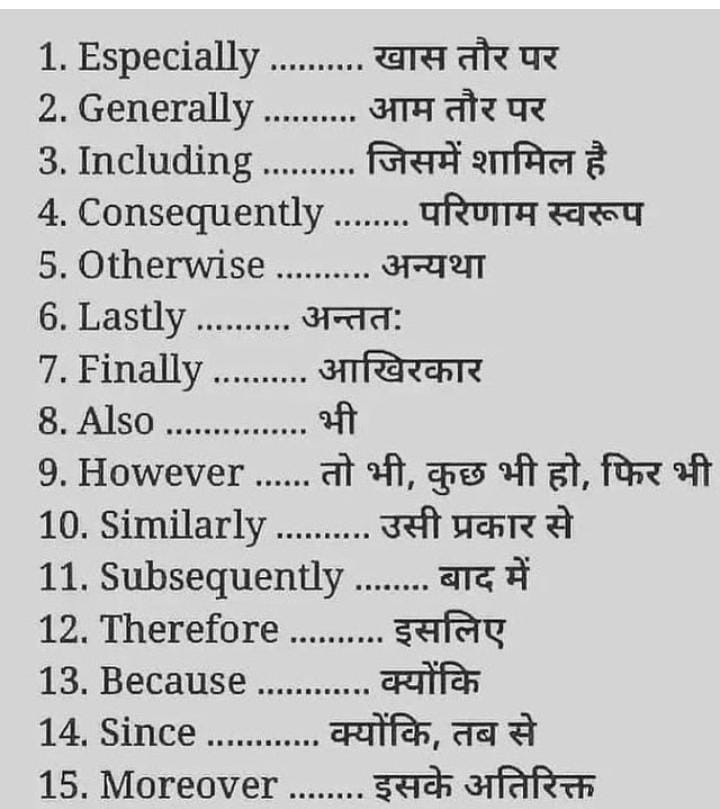 1. Especially .......... खास तौर पर
2. Generally .......... आम तौर पर
3. Including .......... जिसमें शामिल है
4. Consequently ........ परिणाम स्वरूप
5. Otherwise .......... अन्यथा
6. Lastly .......... अन्तत:
7. Finally .......... आखिरकार
8. Also ............... भी
9. However ...... तो भी, कुछ भी हो, फिर भी
10. Similarly .......... उसी प्रकार से
11. Subsequently ........ बाद में
12. Therefore .......... इसलिए
13. Because ............ क्योंकि
14. Since ............ क्योंकि, तब से
15. Moreover ........ इसके अतिरिक्त